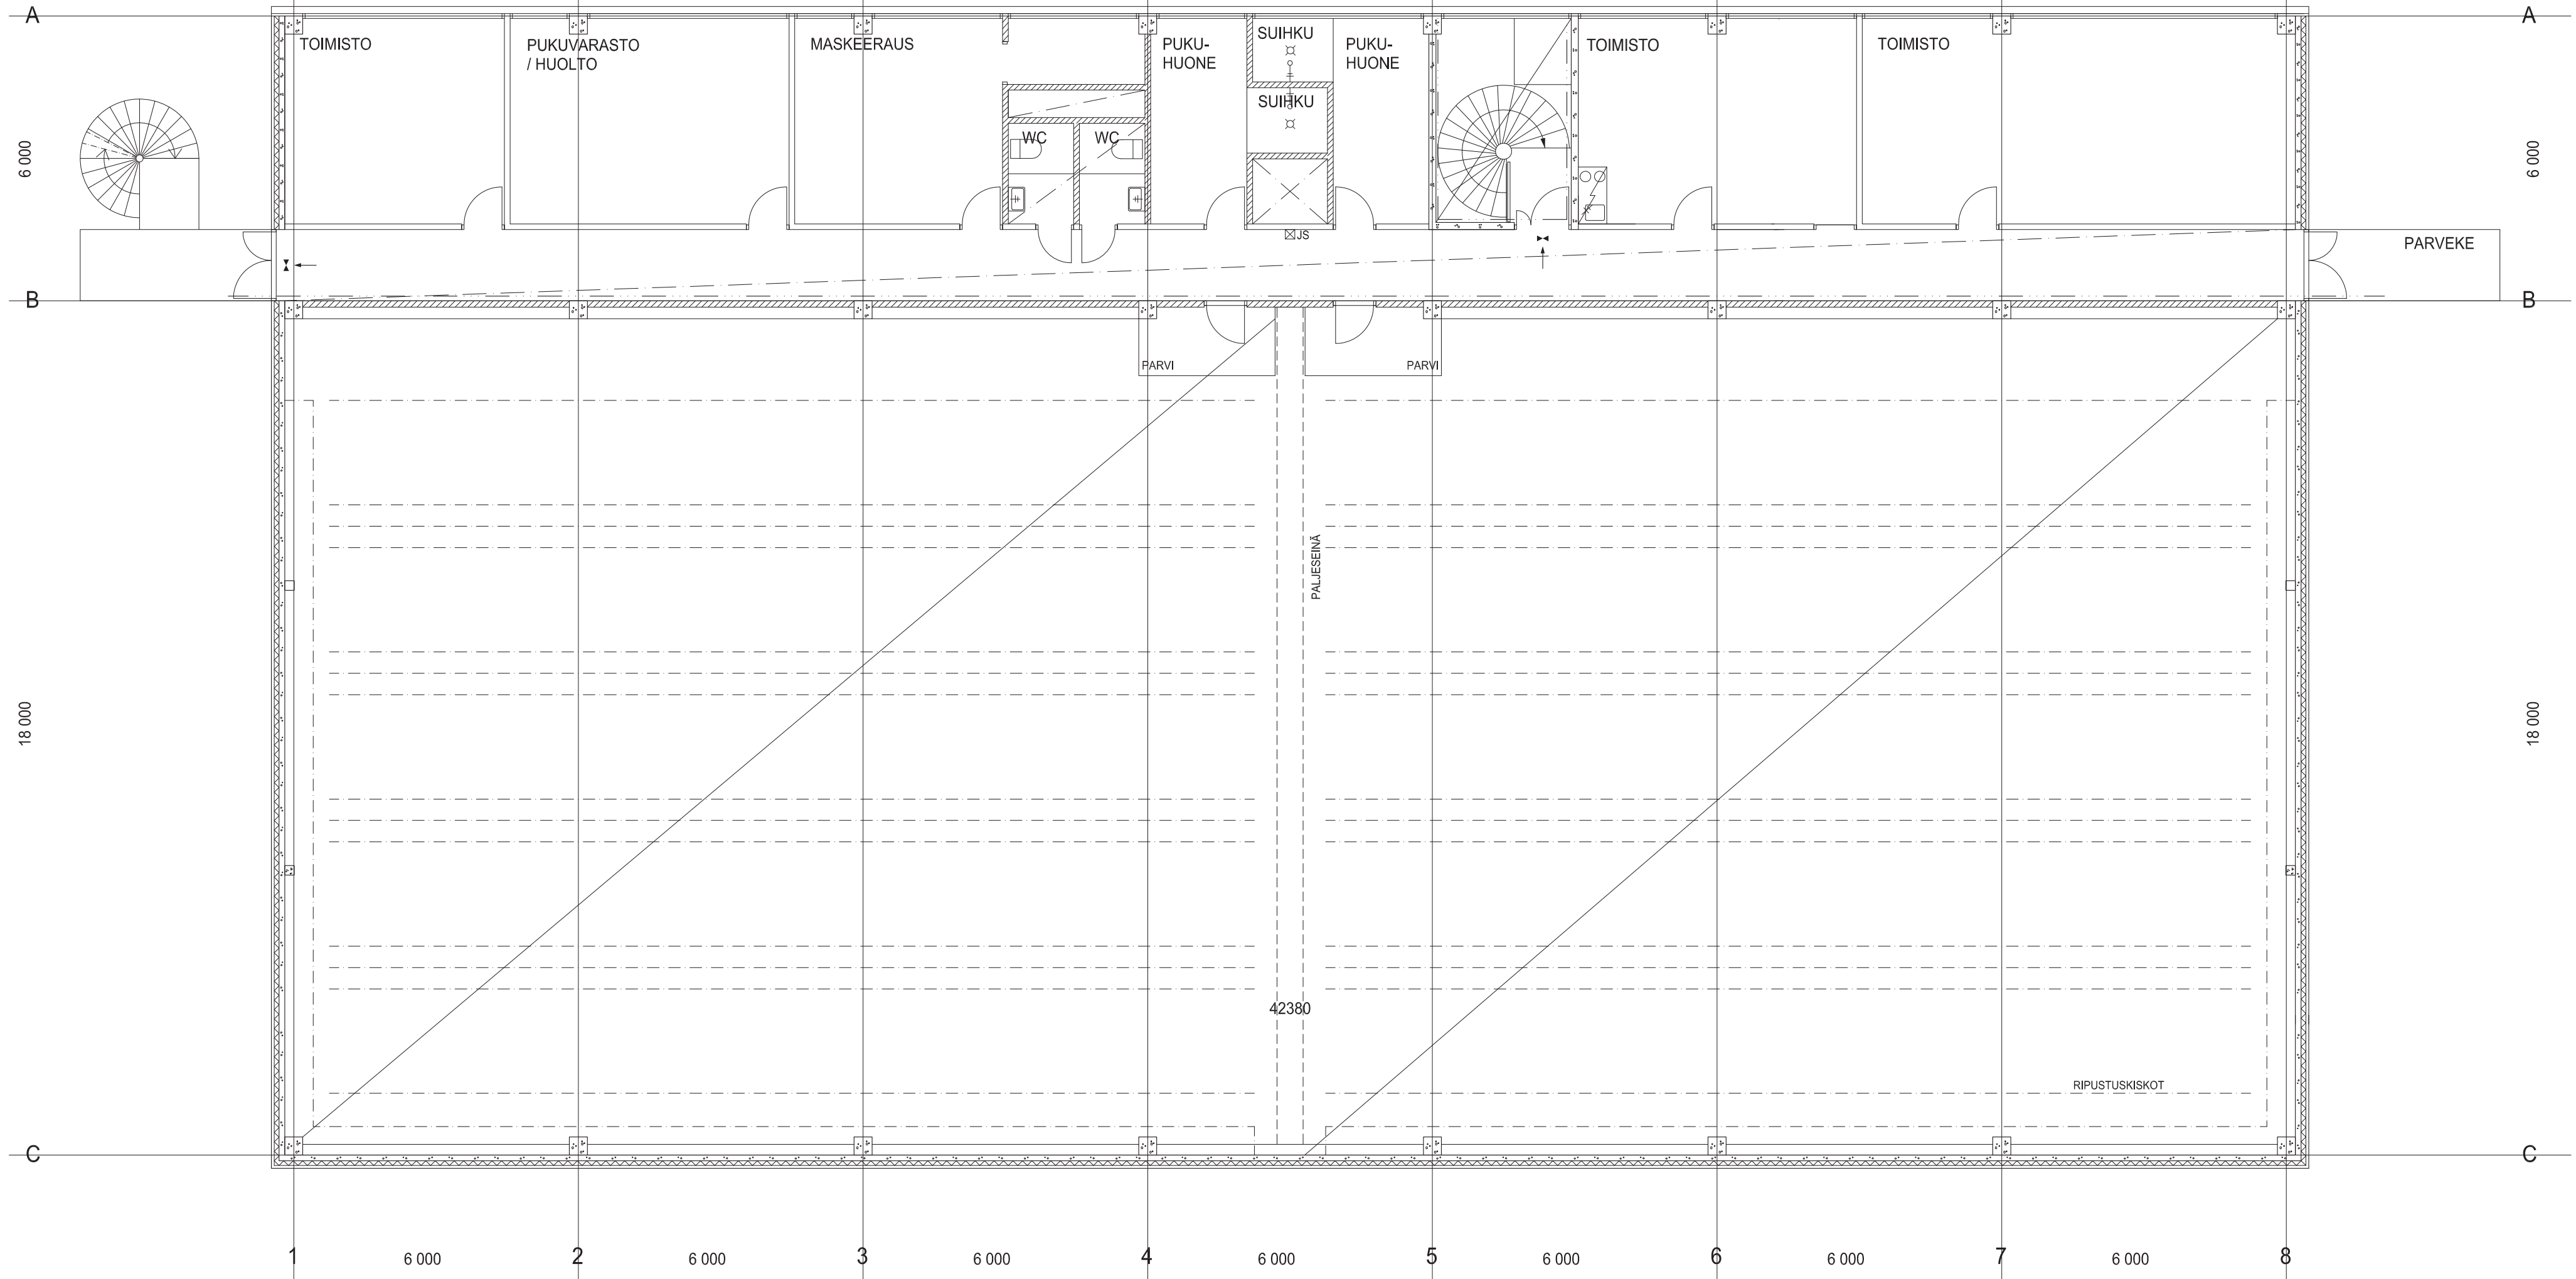 A
A
TOIMISTO
PUKUVARASTO
/ HUOLTO
MASKEERAUS
PUKU-
HUONE
SUIHKU
PUKU-
HUONE
TOIMISTO
TOIMISTO
SUIHKU
WC
WC
6 000
6 000
JS
PARVEKE
B
B
PARVI
PARVI
PALJESEINÄ
18 000
18 000
42380
RIPUSTUSKISKOT
C
C
1
6 000
2
6 000
3
6 000
4
6 000
5
6 000
6
6 000
7
6 000
8